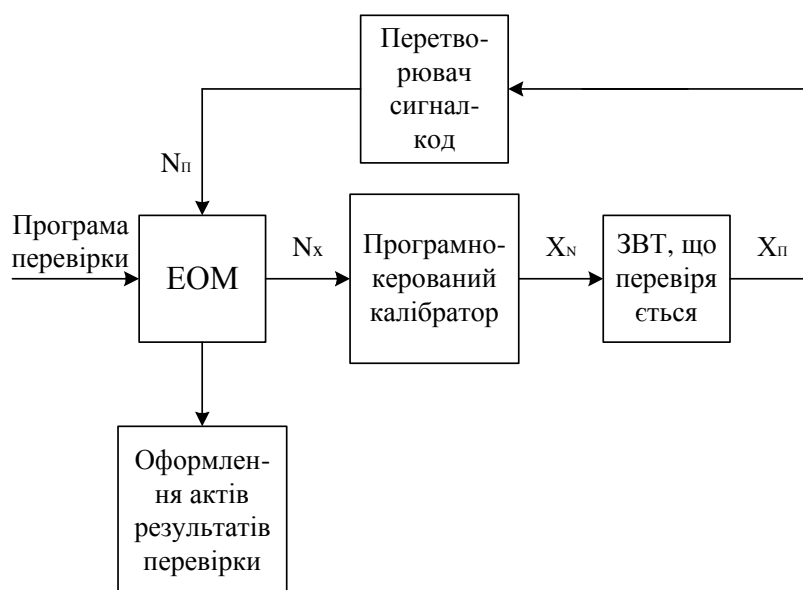 Перетво-
рювач
сигнал-
код
Nп
Програма
перевірки
ЕОМ
Nx
Програмно-
керований
калібратор
XN
ЗВТ, що
перевіря
ється
Xп
Оформлен-
ня актів
результатів
перевірки